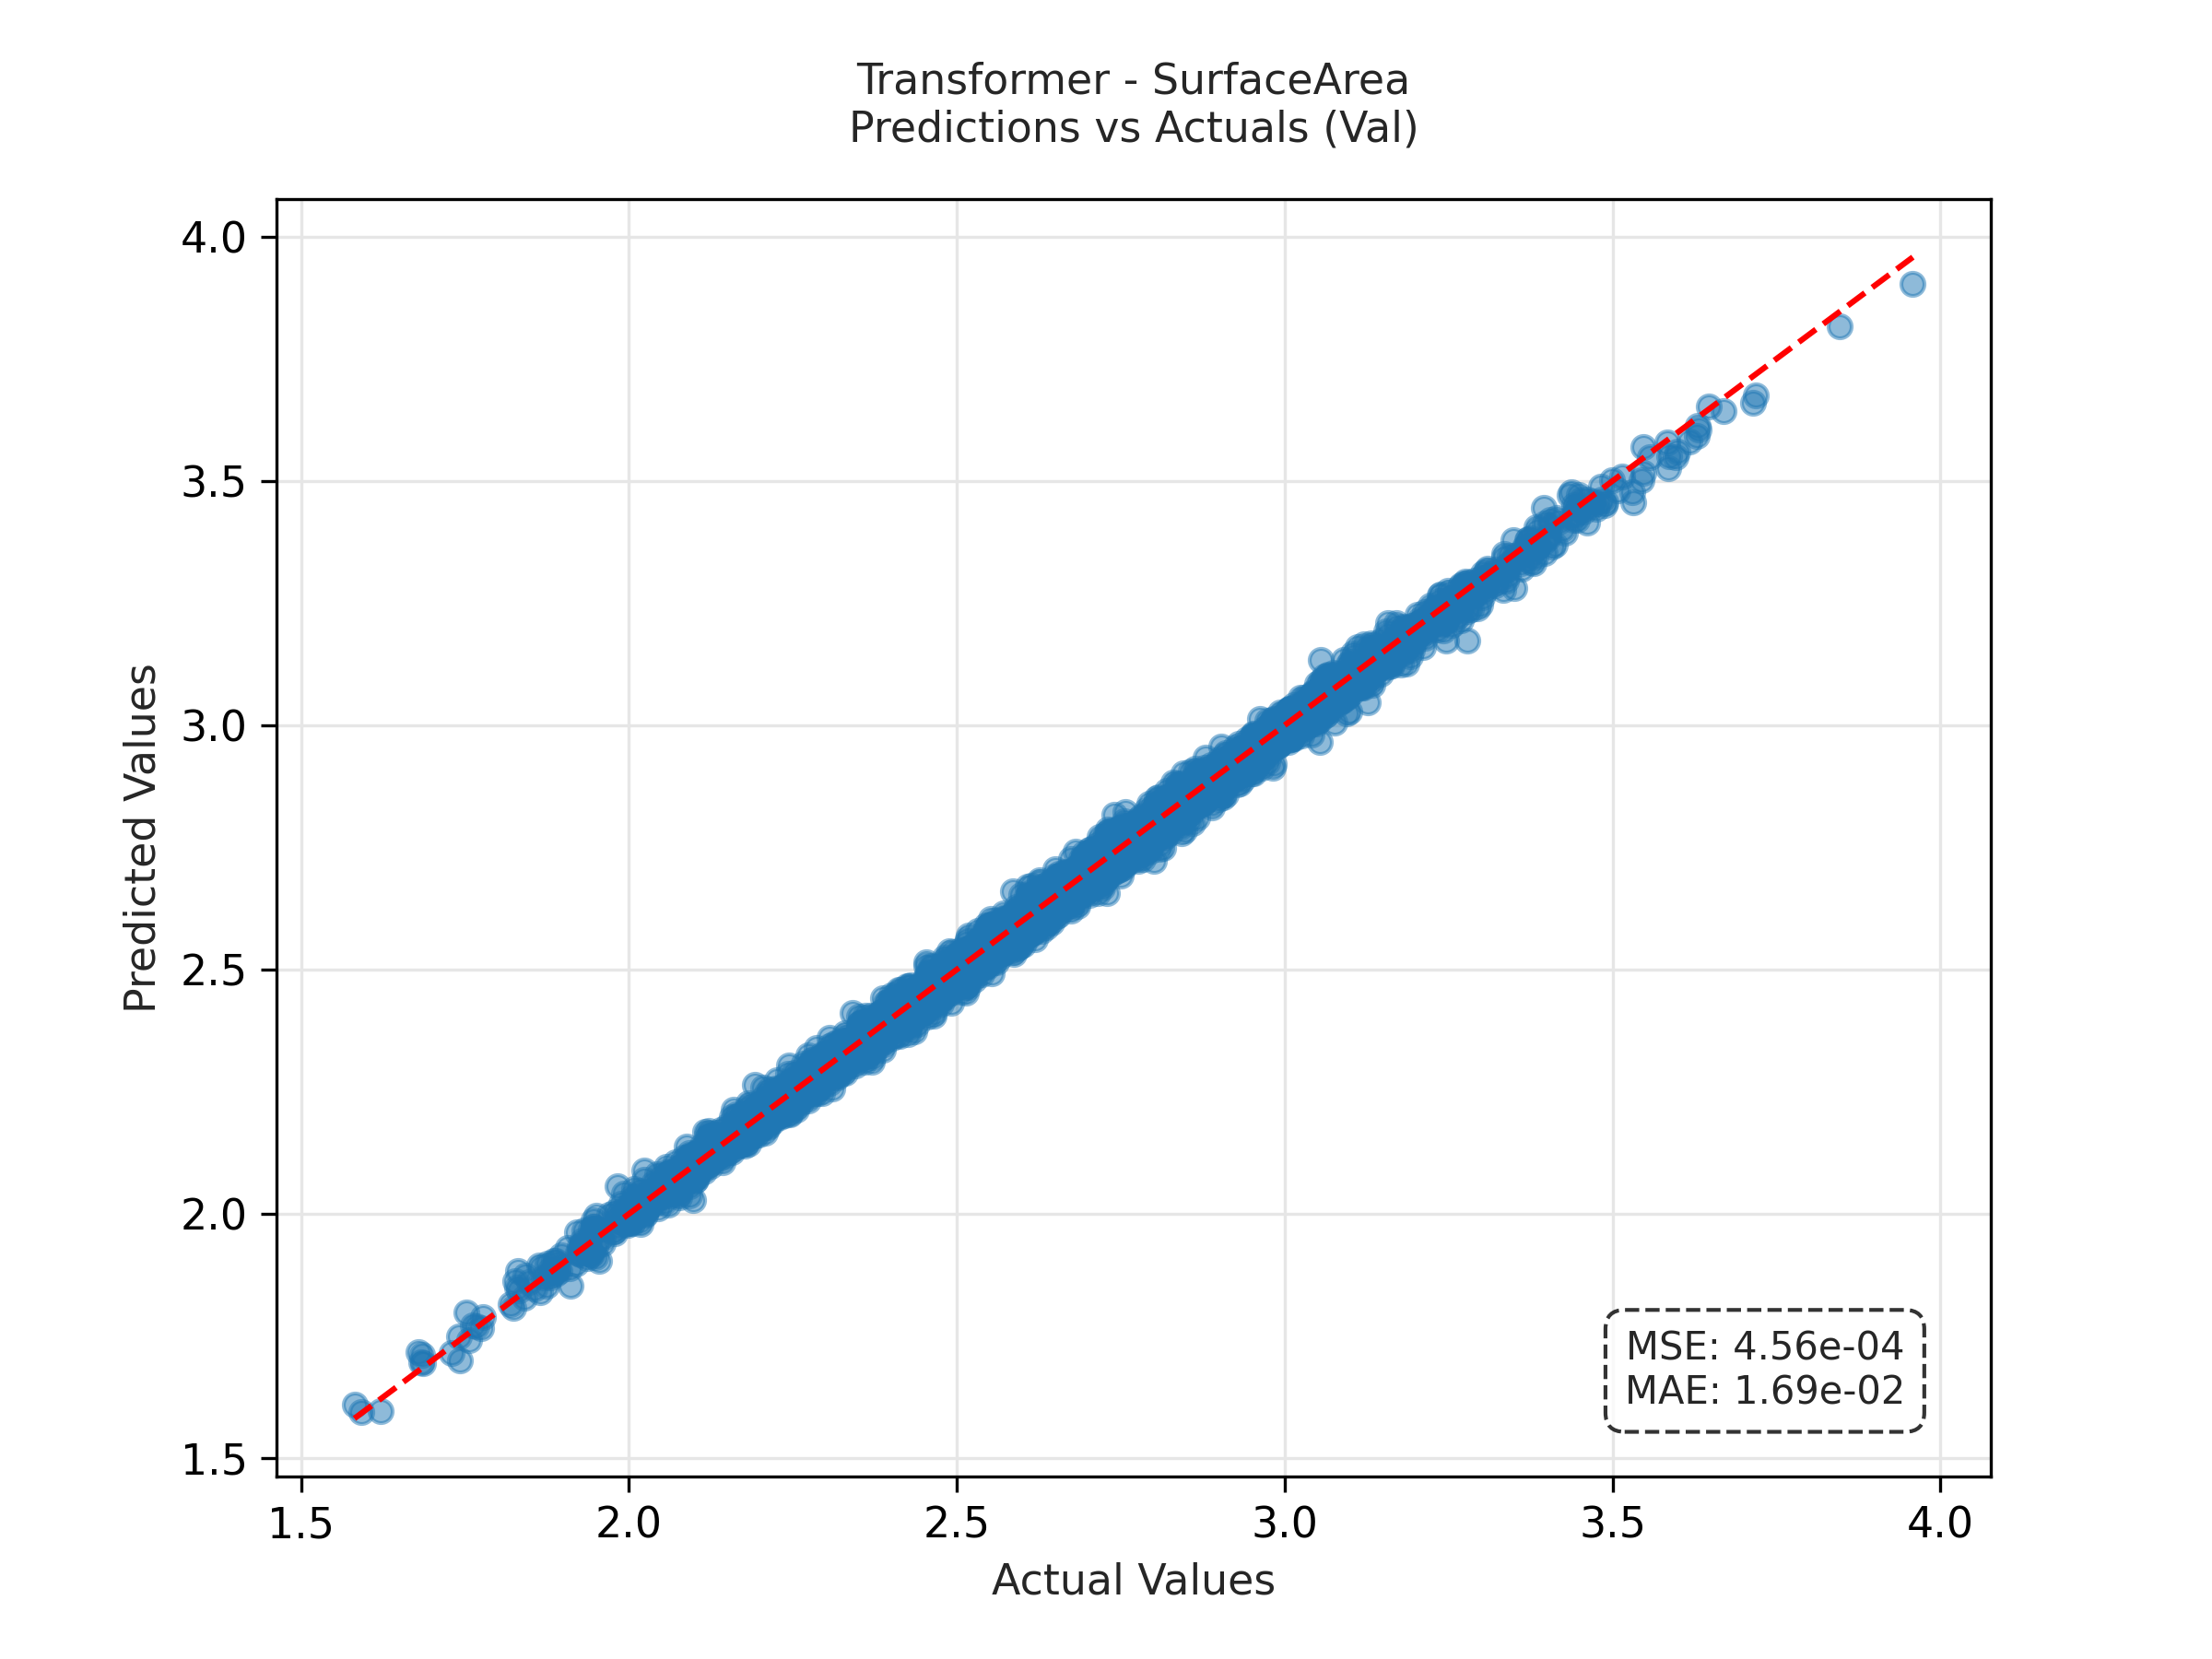 Transformer - SurfaceArea
Predictions vs Actuals (Val)
Predicted Values
4.0
3.5
3.0
2.5
2.0
1.5
MSE: 4.56e-04
MAE: 1.69e-02
1.5 2.0 2.5 3.0 3.5 4.0
Actual Values